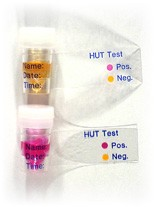 HUT Test
Pos.
Neg.
Name:
Date:
Time:
HUT Test
Pos.
Neg.
Name:
Date:
Time: